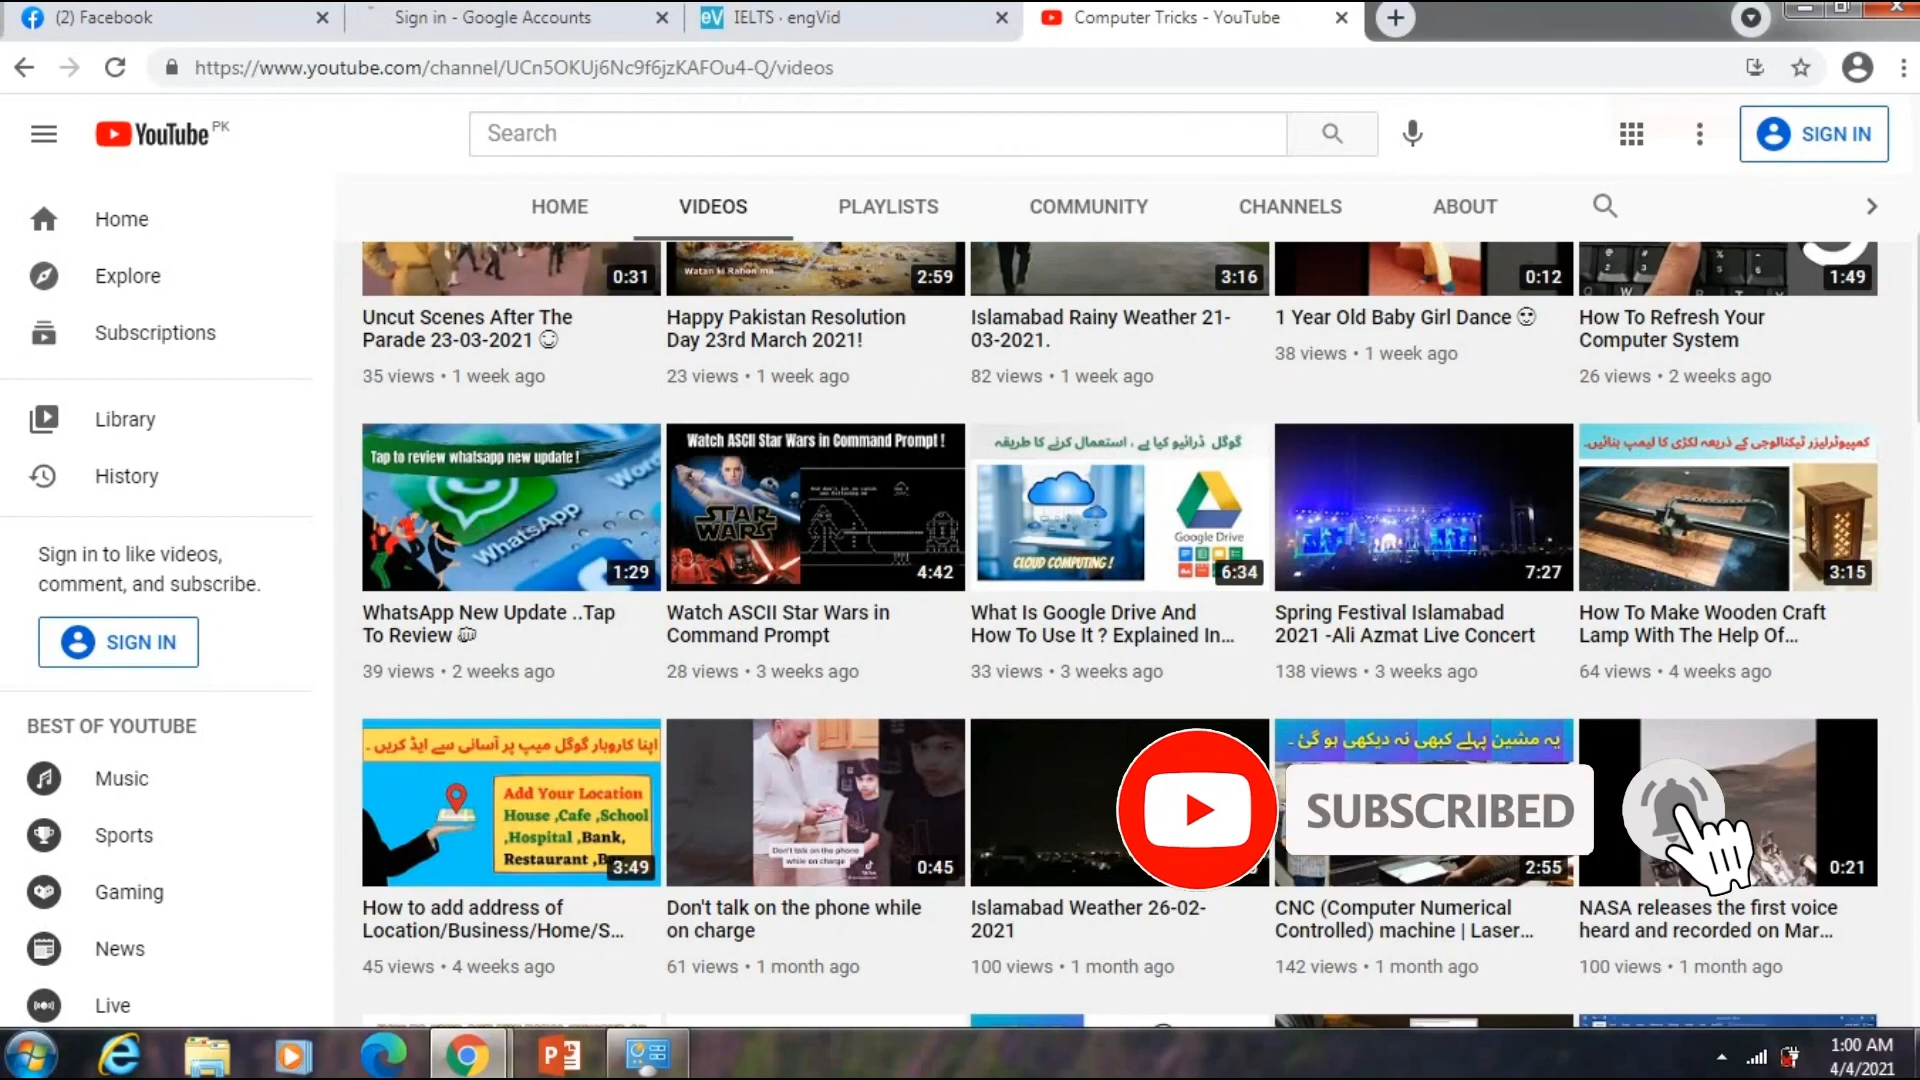 (2) Facebook
Sign in - Google Accounts
IELTS · engVid
Computer Tricks - YouTube
https://www.youtube.com/channel/UCn5OKUj6Nc9f6jzKAFOu4-Q/videos
YouTube PK
Search
SIGN IN
Home
Explore
Subscriptions
Library
History
Sign in to like videos,
comment, and subscribe.
SIGN IN
BEST OF YOUTUBE
Music
Sports
Gaming
News
Live
HOME
VIDEOS
PLAYLISTS
COMMUNITY
CHANNELS
ABOUT
0:31
Watan ki Rahon ma
2:59
3:16
0:12
1:49
Uncut Scenes After The
Parade 23-03-2021
35 views • 1 week ago
Happy Pakistan Resolution
Day 23rd March 2021!
23 views • 1 week ago
Islamabad Rainy Weather 21-
03-2021.
82 views • 1 week ago
1 Year Old Baby Girl Dance
38 views • 1 week ago
How To Refresh Your
Computer System
26 views • 2 weeks ago
Tap to review whatsapp new update !
WhatsApp
1:29
Watch ASCII Star Wars in Command Prompt !
STAR
WARS
4:42
گوگل ڈرائیو کیا ہے ، استعمال کرنے کا طریقہ
CLOUD COMPUTING !
Google Drive
6:34
7:27
کمپیوٹرلیزر ٹیکنالوجی کے ذریعہ لکڑی کا لیمپ بنائیں۔
3:15
WhatsApp New Update ..Tap
To Review
39 views • 2 weeks ago
Watch ASCII Star Wars in
Command Prompt
28 views • 3 weeks ago
What Is Google Drive And
How To Use It ? Explained In...
33 views • 3 weeks ago
Spring Festival Islamabad
2021 -Ali Azmat Live Concert
138 views • 3 weeks ago
How To Make Wooden Craft
Lamp With The Help Of...
64 views • 4 weeks ago
اپنا کاروبار گوگل میپ پر آسانی سے ایڈ کریں ۔
Add Your Location
House ,Cafe ,School
,Hospital ,Bank,
Restaurant
3:49
Don't talk on the phone
while on charge
0:45
یہ مشین پہلے کبھی نہ دیکھی ہو گی ۔
2:55
0:21
SUBSCRIBED
How to add address of
Location/Business/Home/S...
45 views • 4 weeks ago
Don't talk on the phone while
on charge
61 views • 1 month ago
Islamabad Weather 26-02-
2021
100 views • 1 month ago
CNC (Computer Numerical
Controlled) machine | Laser...
142 views • 1 month ago
NASA releases the first voice
heard and recorded on Mar...
100 views • 1 month ago
1:00 AM
4/4/2021